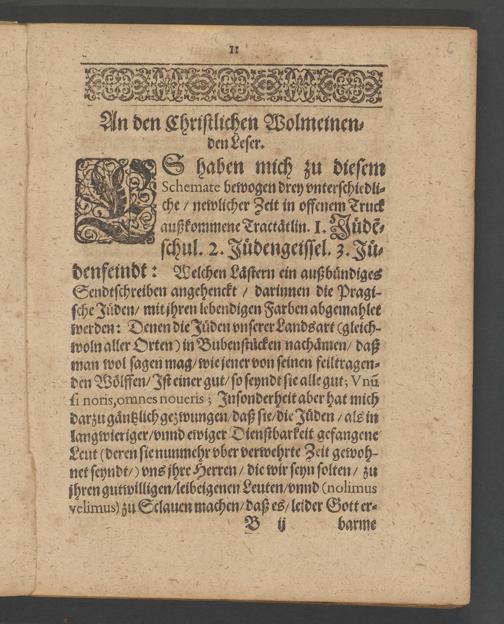 11
6
An den Christlichen Wolmeinen-
den Leser.
ES haben mich zu diesem
Schemate bewogen drey vnterschiedli-
che / newlicher Zeit in offenem Truck
außkommene Tractätlin. 1. Jüdē-
schul. 2. Jüdengeissel. 3. Jü-
denfeindt: Welchen Lästern ein außbündiges
Sendtschreiben angehenckt / darinnen die Pragi-
sche Jüden / mit ihren lebendigen Farben abgemahlet
werden: Denen die Jüden vnserer Landsart (gleich-
woln aller Orten) in Bubenstücken nachämen / daß
man wol sagen mag / wie jener von seinen feiltragen-
den Wölffen / Ist einer gut / so seyndt sie alle gut; Vnū
si noris, omnes noueris; Insonderheit aber hat mich
darzu gäntzlich gezwungen / daß sie / die Jüden / als in
langwieriger / vnnd ewiger Dienstbarkeit gefangene
Leut (deren sie nunmehr vber verwehrte Zeit gewoh-
net seyndt /) vns ihre Herren / die wir seyn solten / zu
ihren gutwilligen / leibeigenen Leuten / vnnd (nolimus
velimus) zu Sclauen machen / daß es / leider Gott er-
B ij barme